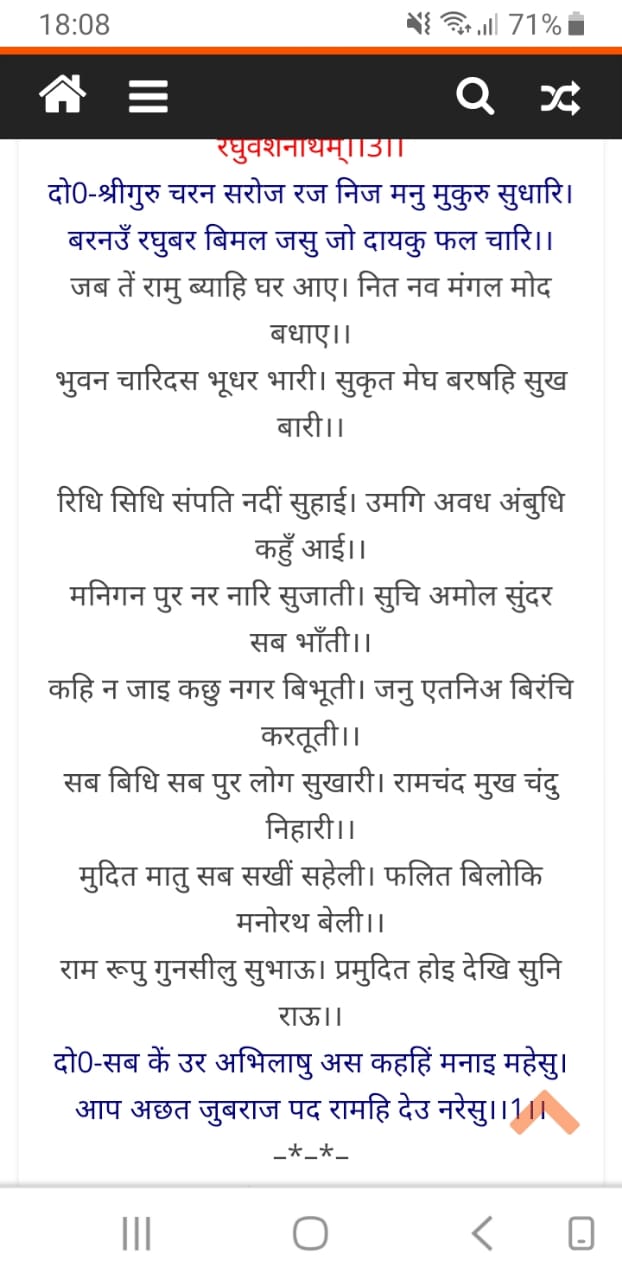 18:08 71%
रघुवंशनाथम्।।3।।
दो0-श्रीगुरु चरन सरोज रज निज मनु मुकुरु सुधारि।
बरनउँ रघुबर बिमल जसु जो दायकु फल चारि।।
जब तें रामु ब्याहि घर आए। नित नव मंगल मोद
बधाए।।
भुवन चारिदस भूधर भारी। सुकृत मेघ बरषहि सुख
बारी।।
रिधि सिधि संपति नदीं सुहाई। उमगि अवध अंबुधि
कहुँ आई।।
मनिगन पुर नर नारि सुजाती। सुचि अमोल सुंदर
सब भाँती।।
कहि न जाइ कछु नगर बिभूती। जनु एतनिअ बिरंचि
करतूती।।
सब बिधि सब पुर लोग सुखारी। रामचंद मुख चंदु
निहारी।।
मुदित मातु सब सखीं सहेली। फलित बिलोकि
मनोरथ बेली।।
राम रूपु गुनसीलु सुभाऊ। प्रमुदित होइ देखि सुनि
राऊ।।
दो0-सब कें उर अभिलाषु अस कहहिं मनाइ महेसु।
आप अछत जुबराज पद रामहि देउ नरेसु।।1।।
–*–*–